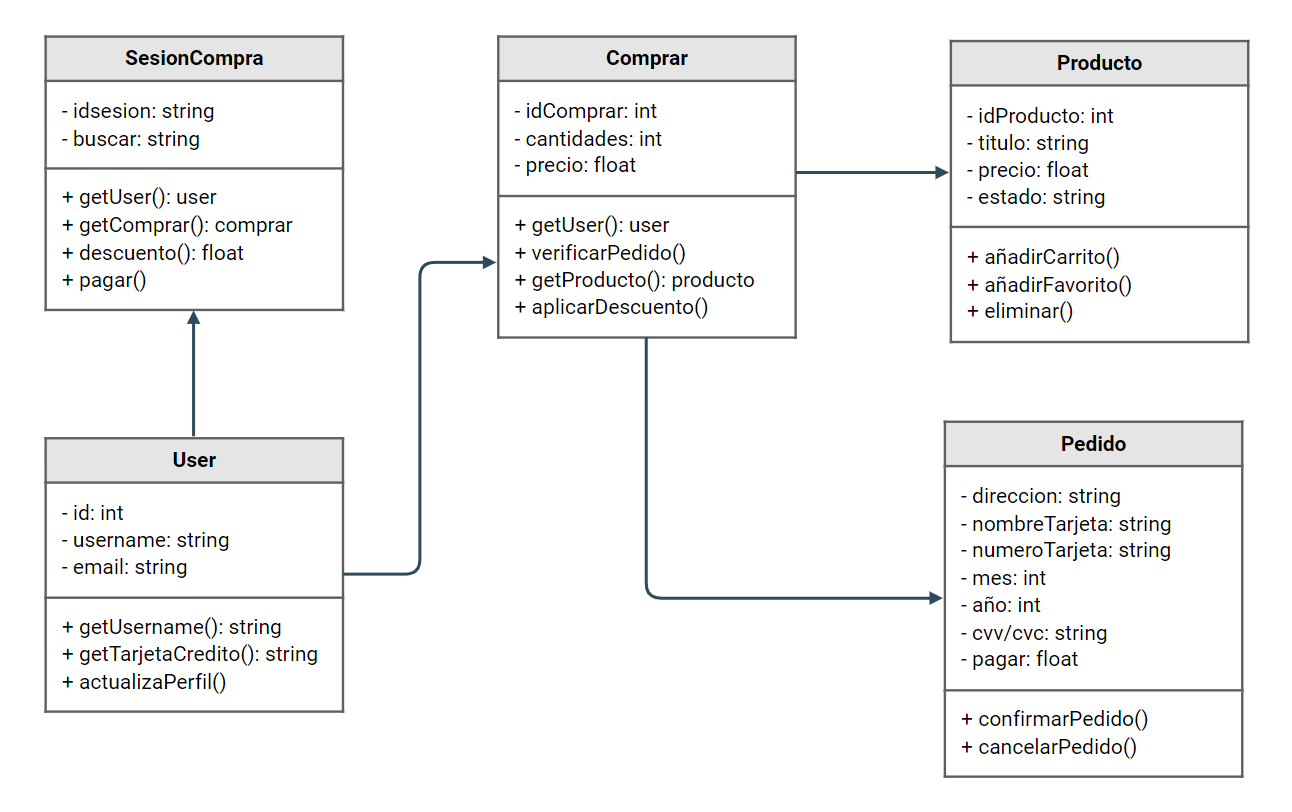 SesionCompra
- idsesion: string
- buscar: string
+ getUser(): user
+ getComprar(): comprar
+ descuento(): float
+ pagar()
Comprar
- idComprar: int
- cantidades: int
- precio: float
+ getUser(): user
+ verificarPedido()
+ getProducto(): producto
+ aplicarDescuento()
Producto
- idProducto: int
- titulo: string
- precio: float
- estado: string
+ añadirCarrito()
+ añadirFavorito()
+ eliminar()
User
- id: int
- username: string
- email: string
+ getUsername(): string
+ getTarjetaCredito(): string
+ actualizaPerfil()
Pedido
- direccion: string
- nombreTarjeta: string
- numeroTarjeta: string
- mes: int
- año: int
- cvv/cvc: string
- pagar: float
+ confirmarPedido()
+ cancelarPedido()